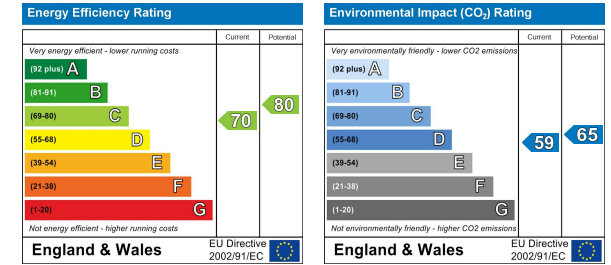 Energy Efficiency Rating
Current Potential
Very energy efficient - lower running costs
(92 plus) A
(81-91) B
(69-80) C
(55-68) D
(39-54) E
(21-38) F
(1-20) G
70
80
Not energy efficient - higher running costs
England & Wales
EU Directive
2002/91/EC
Environmental Impact (CO2) Rating
Current Potential
Very environmentally friendly - lower CO2 emissions
(92 plus) A
(81-91) B
(69-80) C
(55-68) D
(39-54) E
(21-38) F
(1-20) G
59
65
Not environmentally friendly - higher CO2 emissions
England & Wales
EU Directive
2002/91/EC